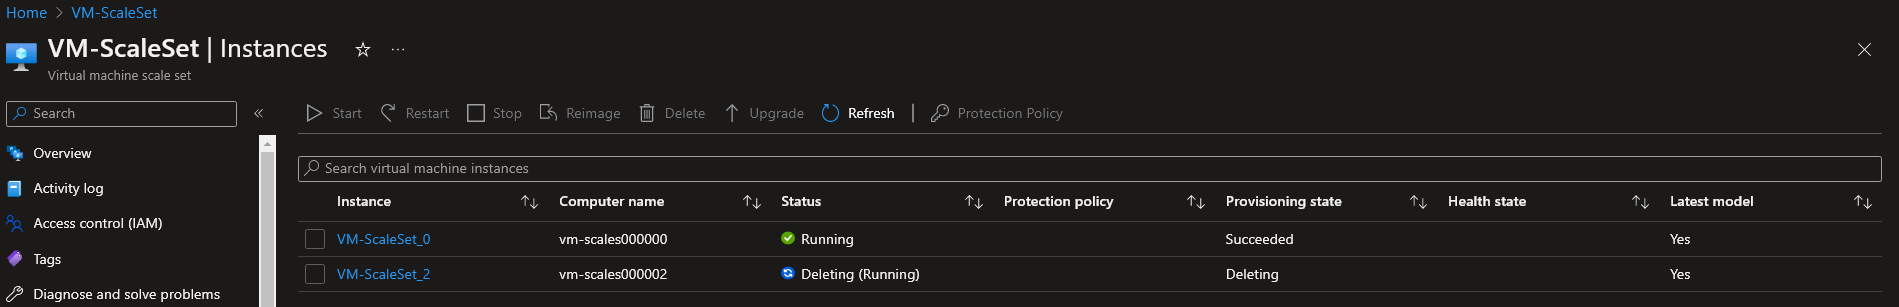 Home > VM-ScaleSet
VM-ScaleSet | Instances ...
Virtual machine scale set
Search «
Start Restart Stop Reimage Delete Upgrade Refresh | Protection Policy
Overview
Activity log
Access control (IAM)
Tags
Diagnose and solve problems
Search virtual machine instances
Instance Computer name Status Protection policy Provisioning state Health state Latest model
VM-ScaleSet_0 vm-scales000000 Running Succeeded Yes
VM-ScaleSet_2 vm-scales000002 Deleting (Running) Deleting Yes